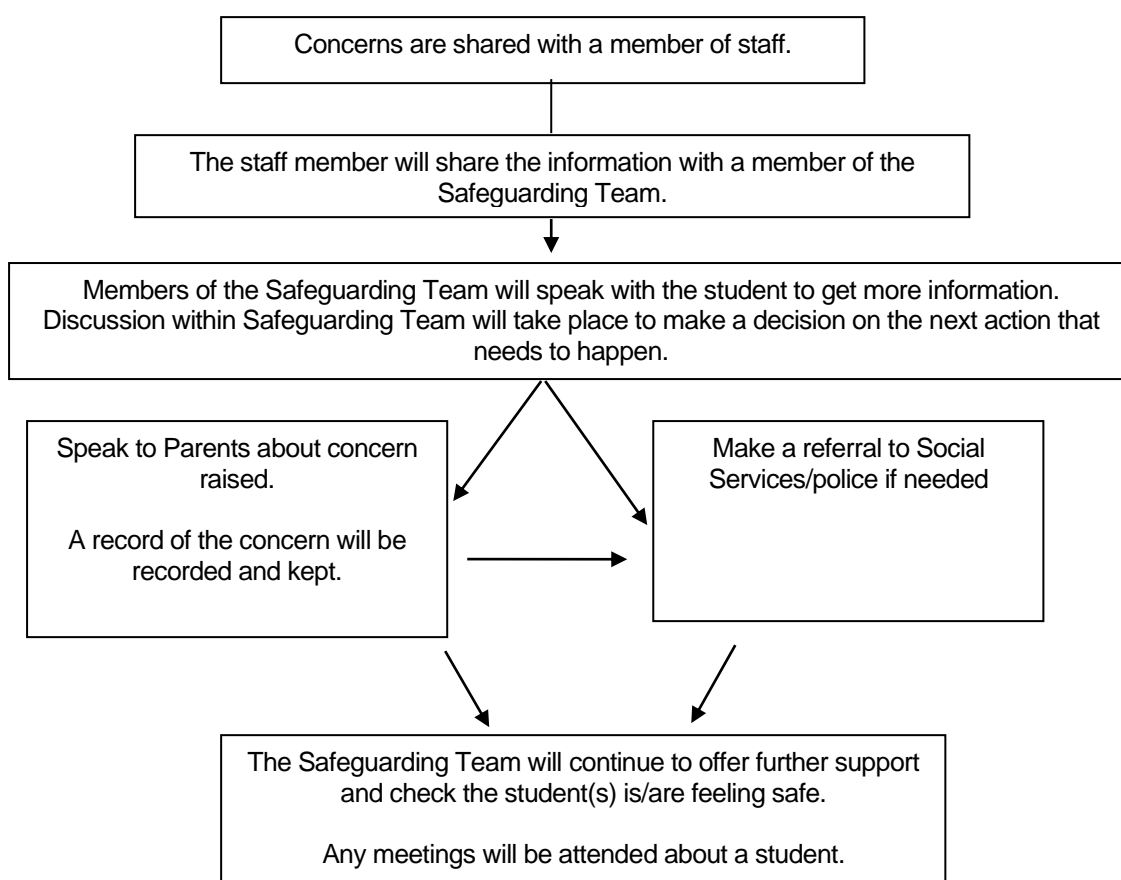 Concerns are shared with a member of staff.
The staff member will share the information with a member of the
Safeguarding Team.
Members of the Safeguarding Team will speak with the student to get more information.
Discussion within Safeguarding Team will take place to make a decision on the next action that
needs to happen.
Speak to Parents about concern
raised.
A record of the concern will be
recorded and kept.
Make a referral to Social
Services/police if needed
The Safeguarding Team will continue to offer further support
and check the student(s) is/are feeling safe.
Any meetings will be attended about a student.